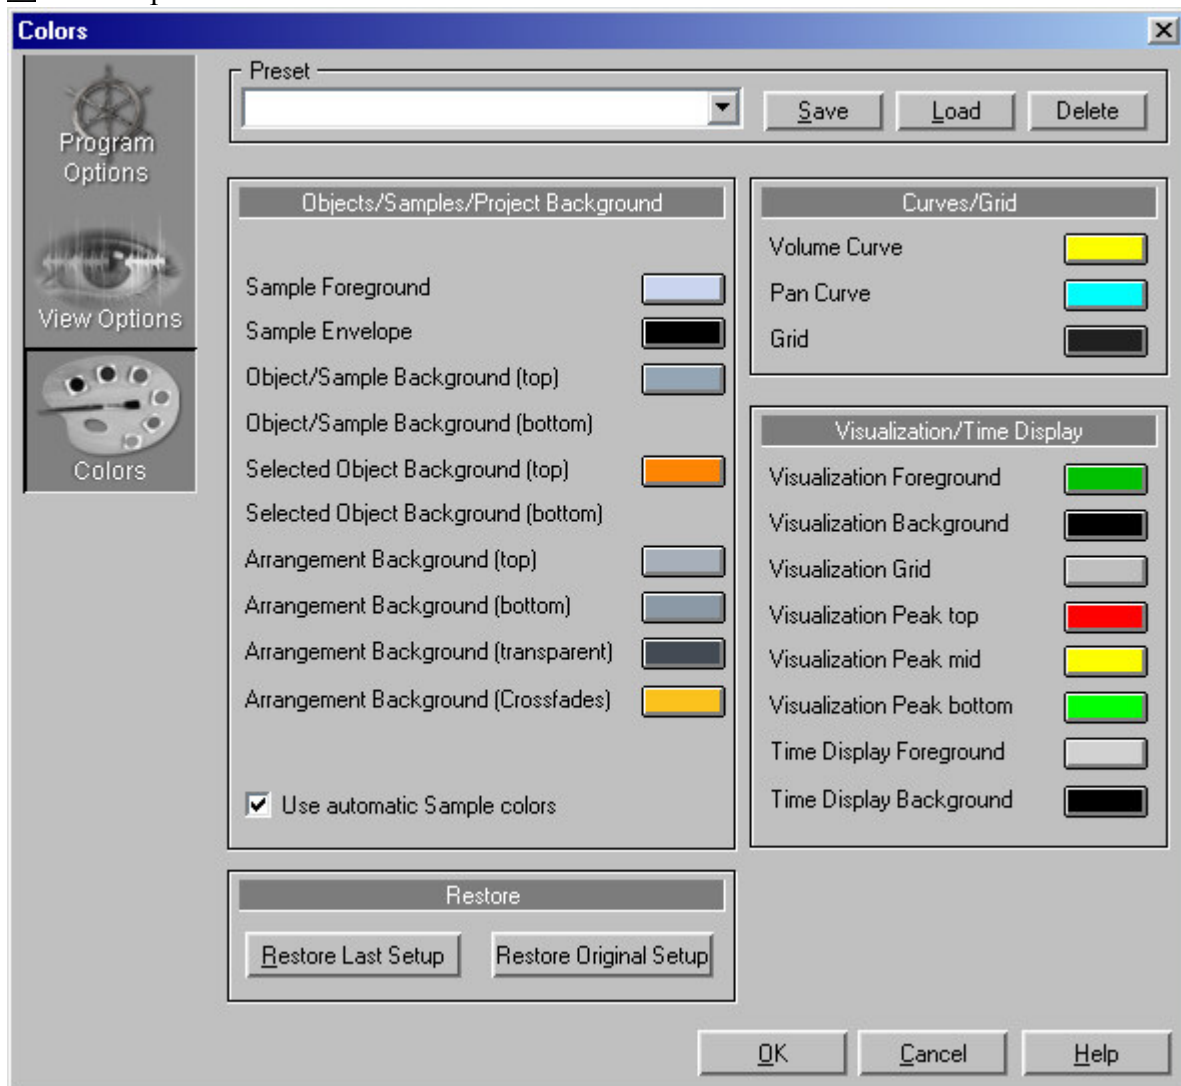 Colors
Program
Options
View Options
Colors
Preset
Save
Load
Delete
Objects/Samples/Project Background
Sample Foreground
Sample Envelope
Object/Sample Background (top)
Object/Sample Background (bottom)
Selected Object Background (top)
Selected Object Background (bottom)
Arrangement Background (top)
Arrangement Background (bottom)
Arrangement Background (transparent)
Arrangement Background (Crossfades)
Use automatic Sample colors
Curves/Grid
Volume Curve
Pan Curve
Grid
Visualization/Time Display
Visualization Foreground
Visualization Background
Visualization Grid
Visualization Peak top
Visualization Peak mid
Visualization Peak bottom
Time Display Foreground
Time Display Background
Restore
Restore Last Setup
Restore Original Setup
OK
Cancel
Help